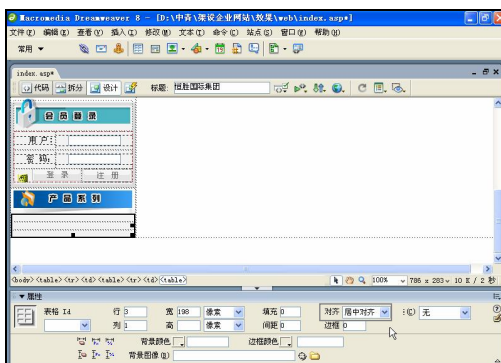 Macromedia Dreamweaver 8 - [D:\中青\架设企业网站\效果\web\index.asp*]
文件(F) 编辑(E) 查看(V) 插入(I) 修改(M) 文本(T) 命令(C) 站点(S) 窗口(W) 帮助(H)
常用
index.asp*
代码 拆分 设计 标题: 恒胜国际集团
会员登录
用户:
密码:
登录 注册
产品系列
<body><table><tr><td><table><tr><td><table> 100% 786 x 283 10 K / 2 秒
属性
表格 Id 行 3 宽 198 像素 填充 0 对齐 居中对齐 类(C) 无
列 1 高 像素 间距 0 边框 0
背景颜色 边框颜色
背景图像(B)